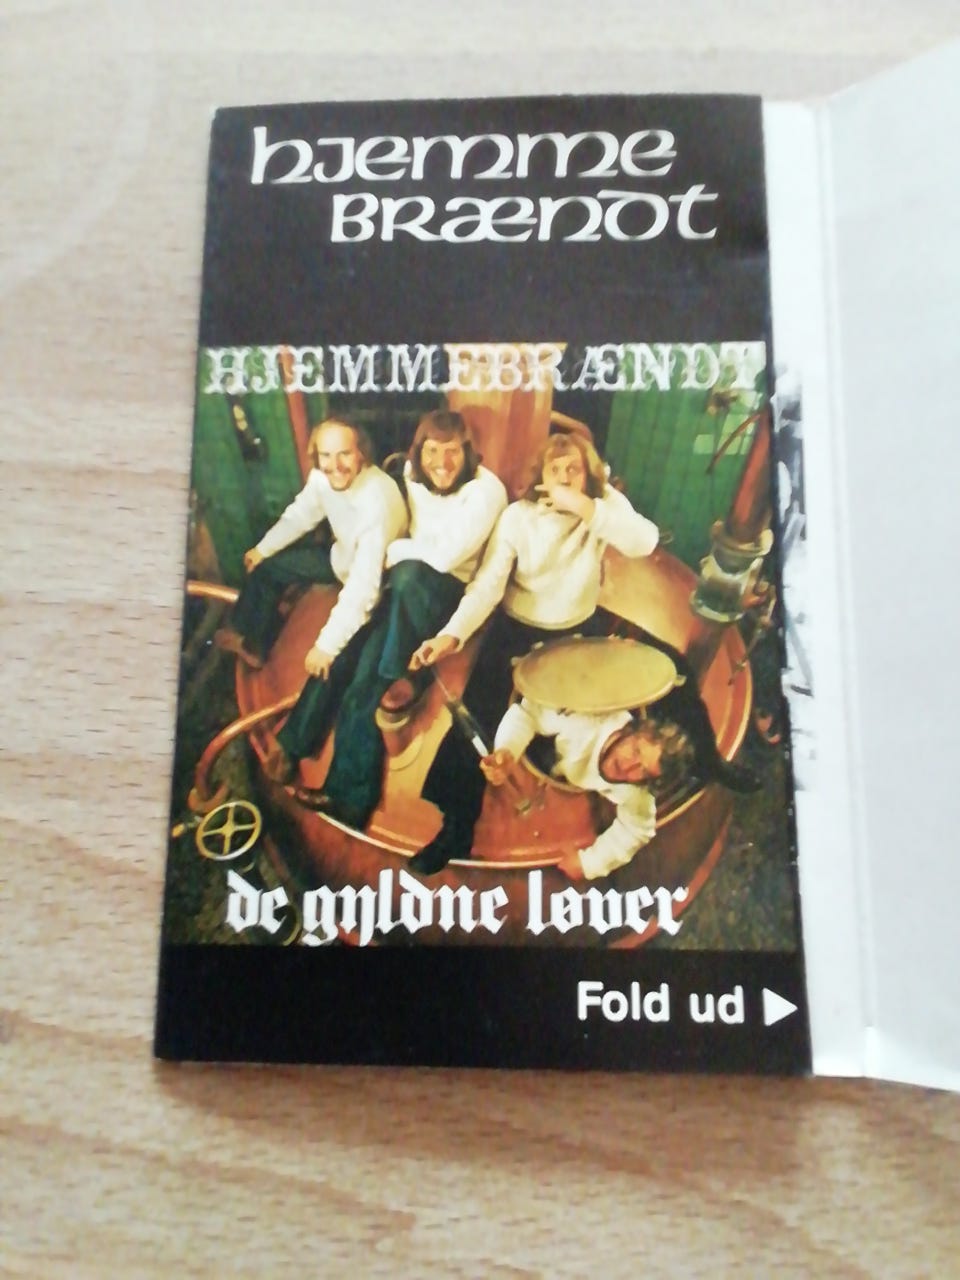 hjemme
Brændt
HJEMMEBRÆNDT
de gyldne løver
Fold ud